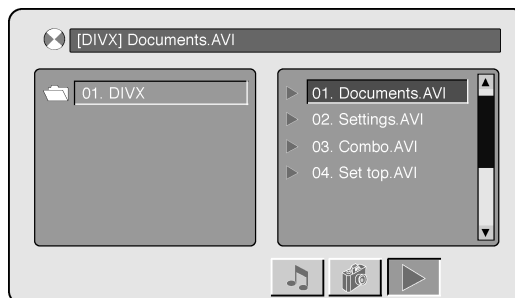 [DIVX] Documents.AVI
01. DIVX
01. Documents.AVI
02. Settings.AVI
03. Combo.AVI
04. Set top.AVI